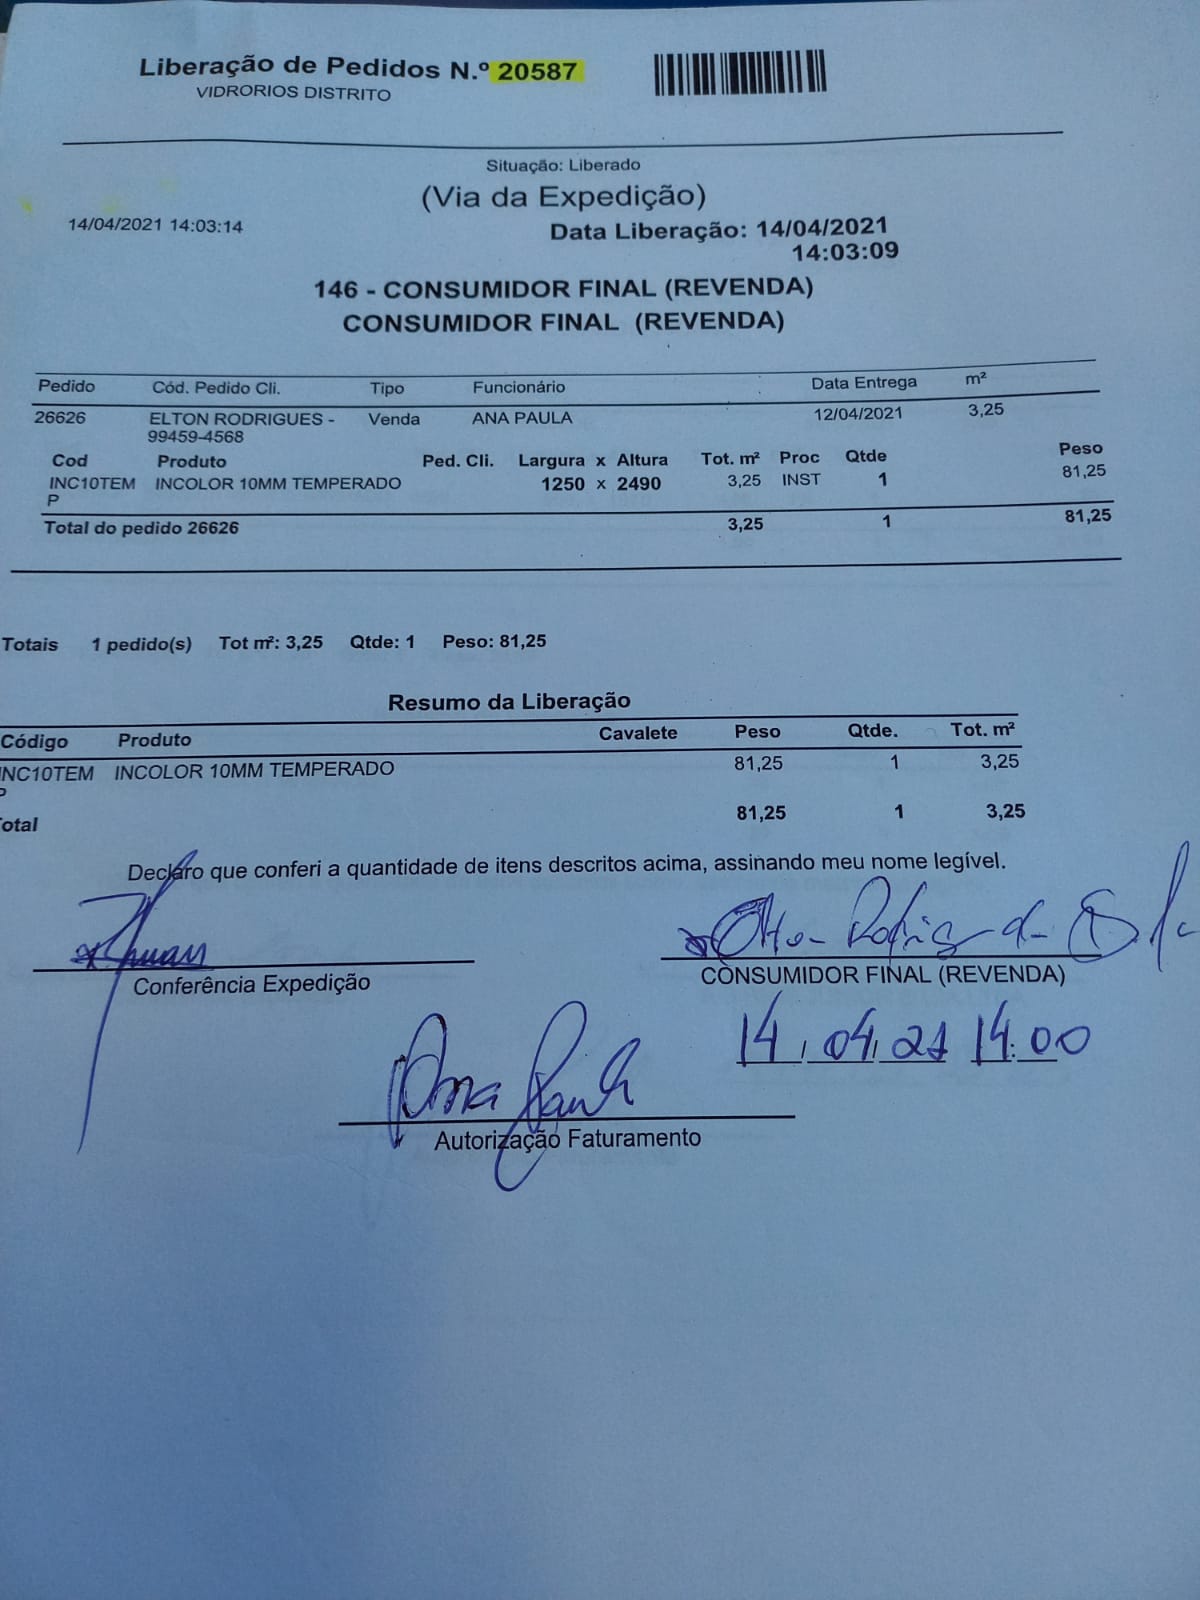 Liberação de Pedidos N.º 20587
VIDRORIOS DISTRITO
Situação: Liberado
(Via da Expedição)
14/04/2021 14:03:14
Data Liberação: 14/04/2021
14:03:09
146 - CONSUMIDOR FINAL (REVENDA)
CONSUMIDOR FINAL (REVENDA)
Pedido Cód. Pedido Cli. Tipo Funcionário Data Entrega m²
26626 ELTON RODRIGUES - Venda ANA PAULA 12/04/2021 3,25
99459-4568
Cod Produto Ped. Cli. Largura x Altura Tot. m² Proc Qtde Peso
INC10TEM INCOLOR 10MM TEMPERADO 1250 x 2490 3,25 INST 1 81,25
P
Total do pedido 26626 3,25 1 81,25
Totais 1 pedido(s) Tot m²: 3,25 Qtde: 1 Peso: 81,25
Resumo da Liberação
Código Produto Cavalete Peso Qtde. Tot. m²
INC10TEM INCOLOR 10MM TEMPERADO 81,25 1 3,25
P
Total 81,25 1 3,25
Declaro que conferi a quantidade de itens descritos acima, assinando meu nome legível.
Conferência Expedição
Rodrigues da
CONSUMIDOR FINAL (REVENDA)
14, 04, 21 14:00
Ana Paula
Autorização Faturamento